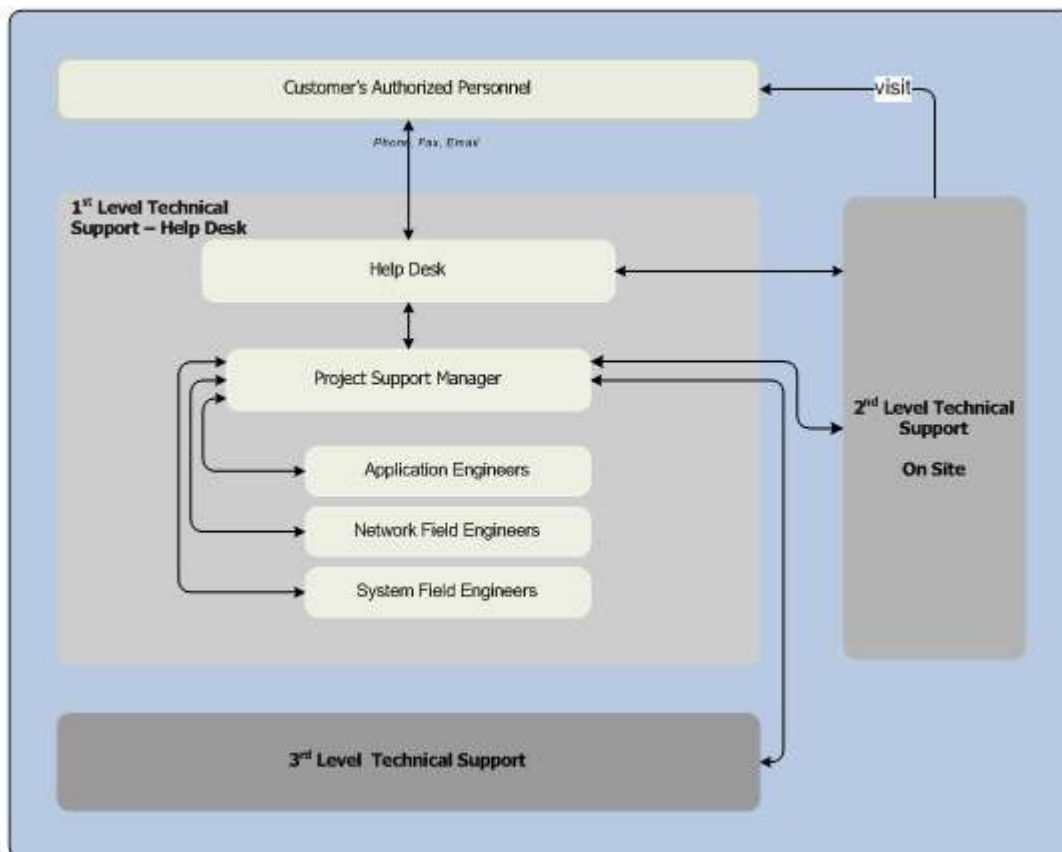 Customer's Authorized Personnel
visit
Phone, Fax, Email
1st Level Technical
Support – Help Desk
Help Desk
Project Support Manager
Application Engineers
Network Field Engineers
System Field Engineers
2nd Level Technical
Support
On Site
3rd Level Technical Support